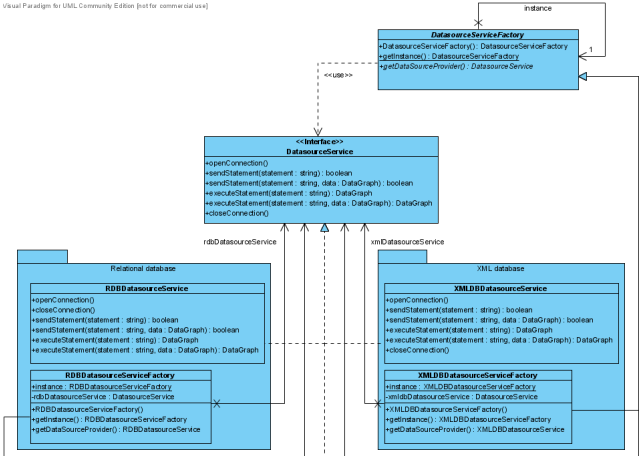 Visual Paradigm for UML Community Edition [not for commercial use]
instance
DatasourceServiceFactory
+DatasourceServiceFactory() : DatasourceServiceFactory
+getInstance() : DatasourceServiceFactory
+getDataSourceProvider() : DatasourceService
1
<<use>>
<<Interface>>
DatasourceService
+openConnection()
+sendStatement(statement : string) : boolean
+sendStatement(statement : string, data : DataGraph) : boolean
+executeStatement(statement : string) : DataGraph
+executeStatement(statement : string, data : DataGraph) : DataGraph
+closeConnection()
rdbDatasourceService
xmlDatasourceService
Relational database
RDBDatasourceService
+openConnection()
+closeConnection()
+sendStatement(statement : string) : boolean
+sendStatement(statement : string, data : DataGraph) : boolean
+executeStatement(statement : string) : DataGraph
+executeStatement(statement : string, data : DataGraph) : DataGraph
RDBDatasourceServiceFactory
+instance : RDBDatasourceServiceFactory
-rdbDatasourceService : DatasourceService
+RDBDatasourceServiceFactory()
+getInstance() : RDBDatasourceServiceFactory
+getDataSourceProvider() : RDBDatasourceService
XML database
XMLDBDatasourceService
+openConnection()
+sendStatement(statement : string) : boolean
+sendStatement(statement : string, data : DataGraph) : boolean
+executeStatement(statement : string) : DataGraph
+executeStatement(statement : string, data : DataGraph) : DataGraph
+closeConnection()
XMLDBDatasourceServiceFactory
+instance : XMLDBDatasourceServiceFactory
-xmldbDatasourceService : DatasourceService
+XMLDBDatasourceServiceFactory()
+getInstance() : XMLDBDatasourceServiceFactory
+getDataSourceProvider() : XMLDBDatasourceService